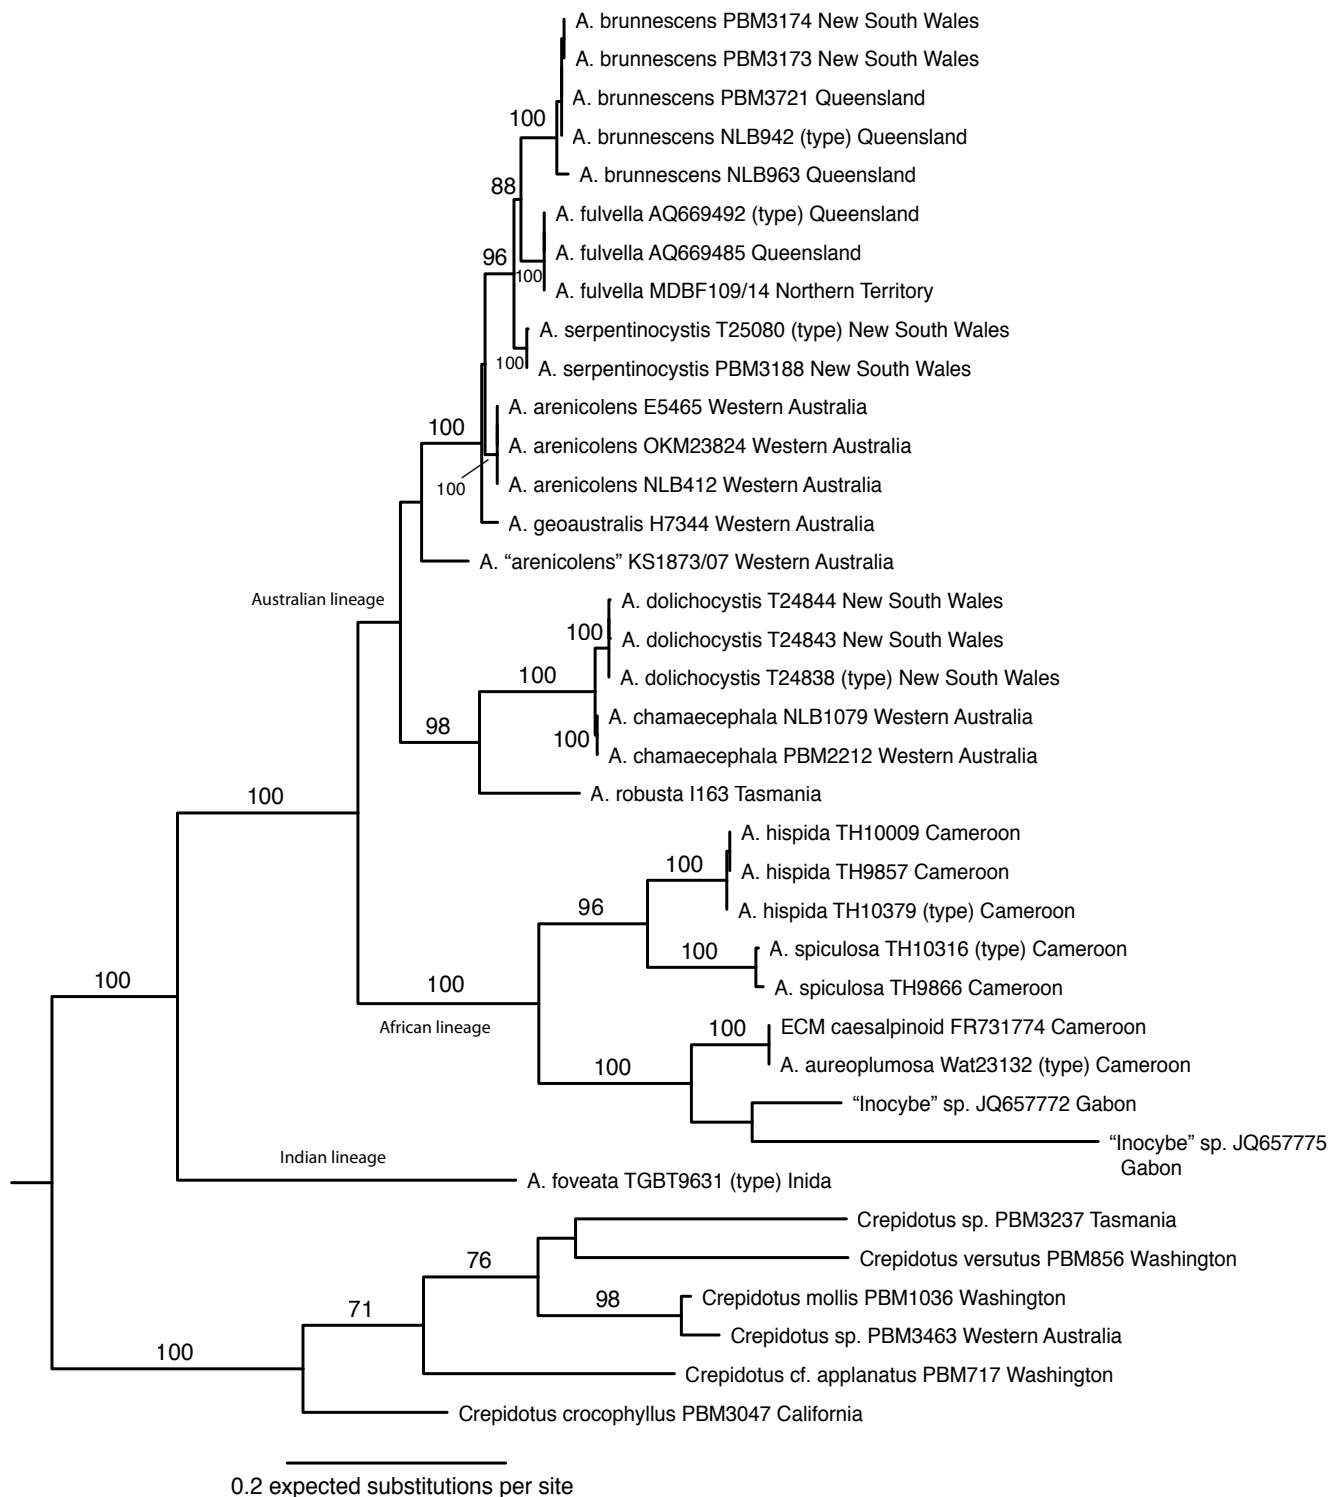 A. brunnescens PBM3174 New South Wales
A. brunnescens PBM3173 New South Wales
A. brunnescens PBM3721 Queensland
100
A. brunnescens NLB942 (type) Queensland
A. brunnescens NLB963 Queensland
88
A. fulvella AQ669492 (type) Queensland
A. fulvella AQ669485 Queensland
96
100
A. fulvella MDBF109/14 Northern Territory
A. serpentinocystis T25080 (type) New South Wales
100
A. serpentinocystis PBM3188 New South Wales
A. arenicolens E5465 Western Australia
100
A. arenicolens OKM23824 Western Australia
100
A. arenicolens NLB412 Western Australia
A. geoaustralis H7344 Western Australia
A. “arenicolens” KS1873/07 Western Australia
Australian lineage
A. dolichocystis T24844 New South Wales
100
A. dolichocystis T24843 New South Wales
100
A. dolichocystis T24838 (type) New South Wales
A. chamaecephala NLB1079 Western Australia
98
100
A. chamaecephala PBM2212 Western Australia
100
A. robusta I163 Tasmania
A. hispida TH10009 Cameroon
100
A. hispida TH9857 Cameroon
96
A. hispida TH10379 (type) Cameroon
100
A. spiculosa TH10316 (type) Cameroon
100
100
A. spiculosa TH9866 Cameroon
African lineage
100
ECM caesalpinoid FR731774 Cameroon
100
A. aureoplumosa Wat23132 (type) Cameroon
“Inocybe” sp. JQ657772 Gabon
“Inocybe” sp. JQ657775
Gabon
Indian lineage
A. foveata TGBT9631 (type) Inida
Crepidotus sp. PBM3237 Tasmania
76
Crepidotus versutus PBM856 Washington
98
Crepidotus mollis PBM1036 Washington
71
Crepidotus sp. PBM3463 Western Australia
100
Crepidotus cf. applanatus PBM717 Washington
Crepidotus crocophyllus PBM3047 California
0.2 expected substitutions per site